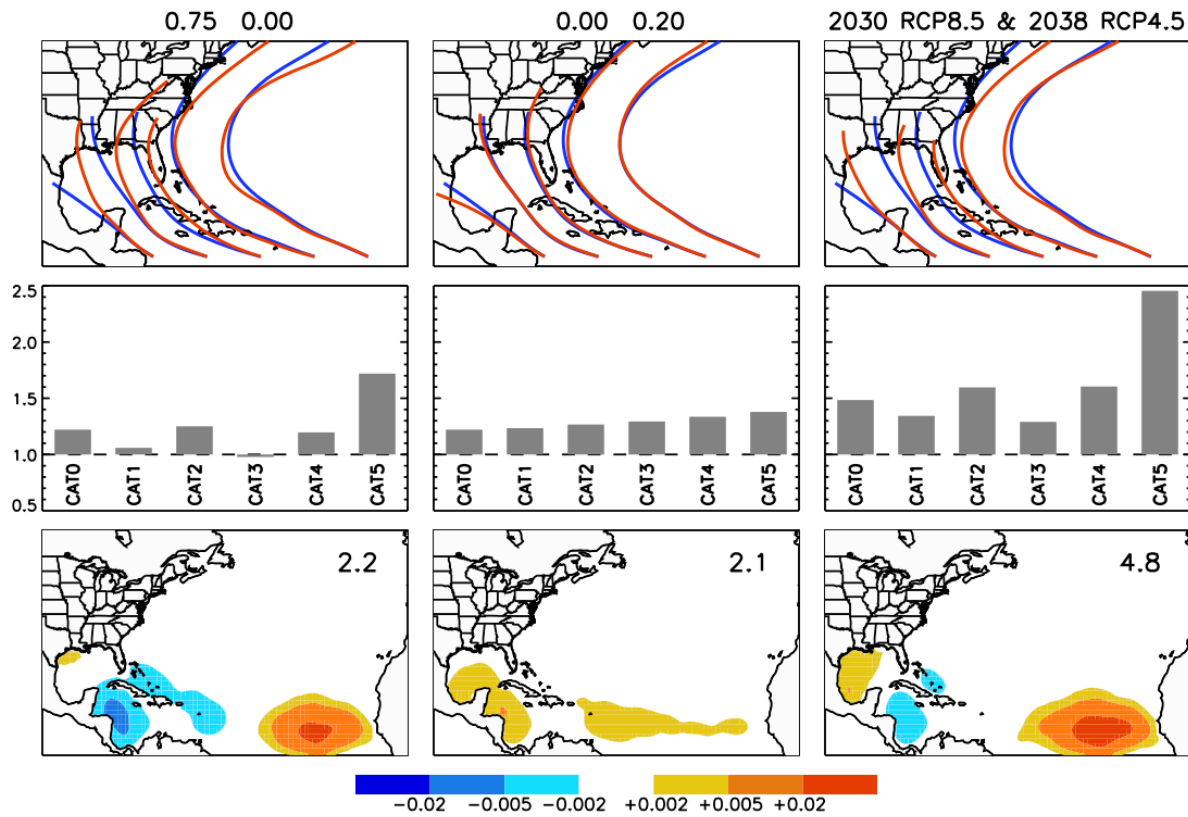 0.75 0.00
0.00 0.20
2030 RCP8.5 & 2038 RCP4.5
2.5
2.0
1.5
1.0
0.5
CAT0 CAT1 CAT2 CAT3 CAT4 CAT5
CAT0 CAT1 CAT2 CAT3 CAT4 CAT5
CAT0 CAT1 CAT2 CAT3 CAT4 CAT5
2.2
2.1
4.8
-0.02 -0.005 -0.002 +0.002 +0.005 +0.02